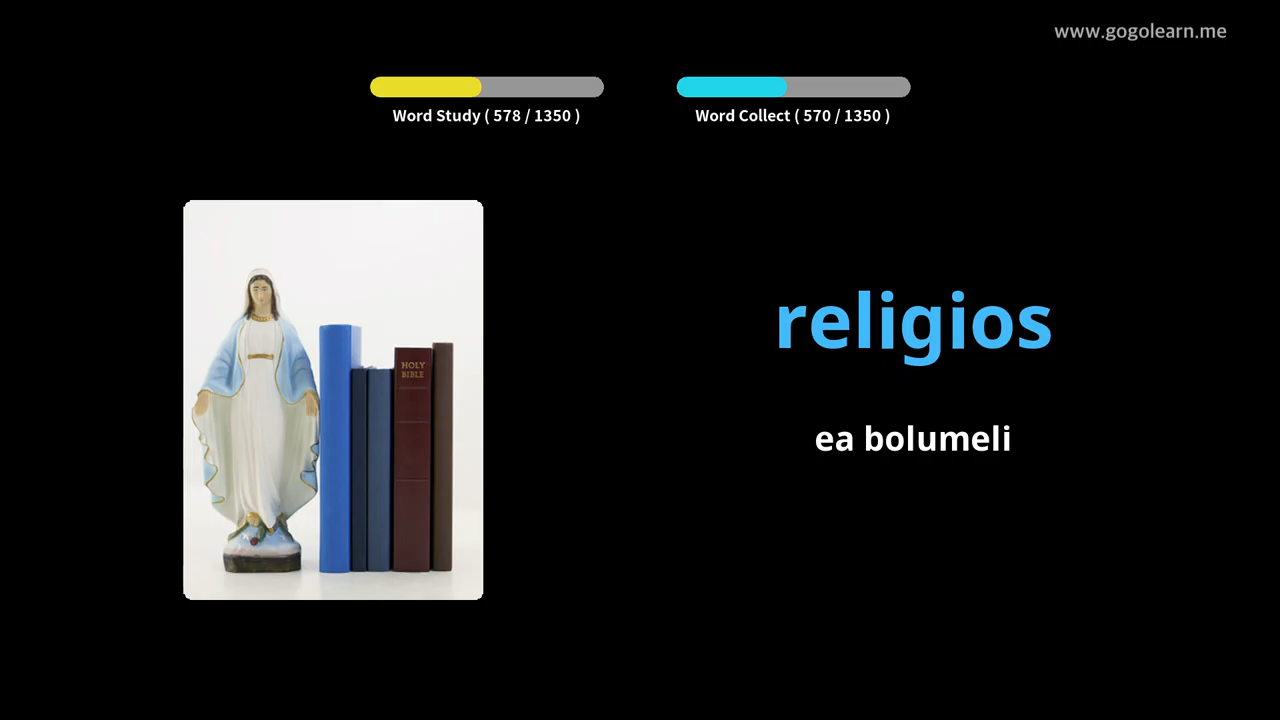 www.gogolearn.me
Word Study ( 578 / 1350 )
Word Collect ( 570 / 1350 )
HOLY
BIBLE
religios
ea bolumeli